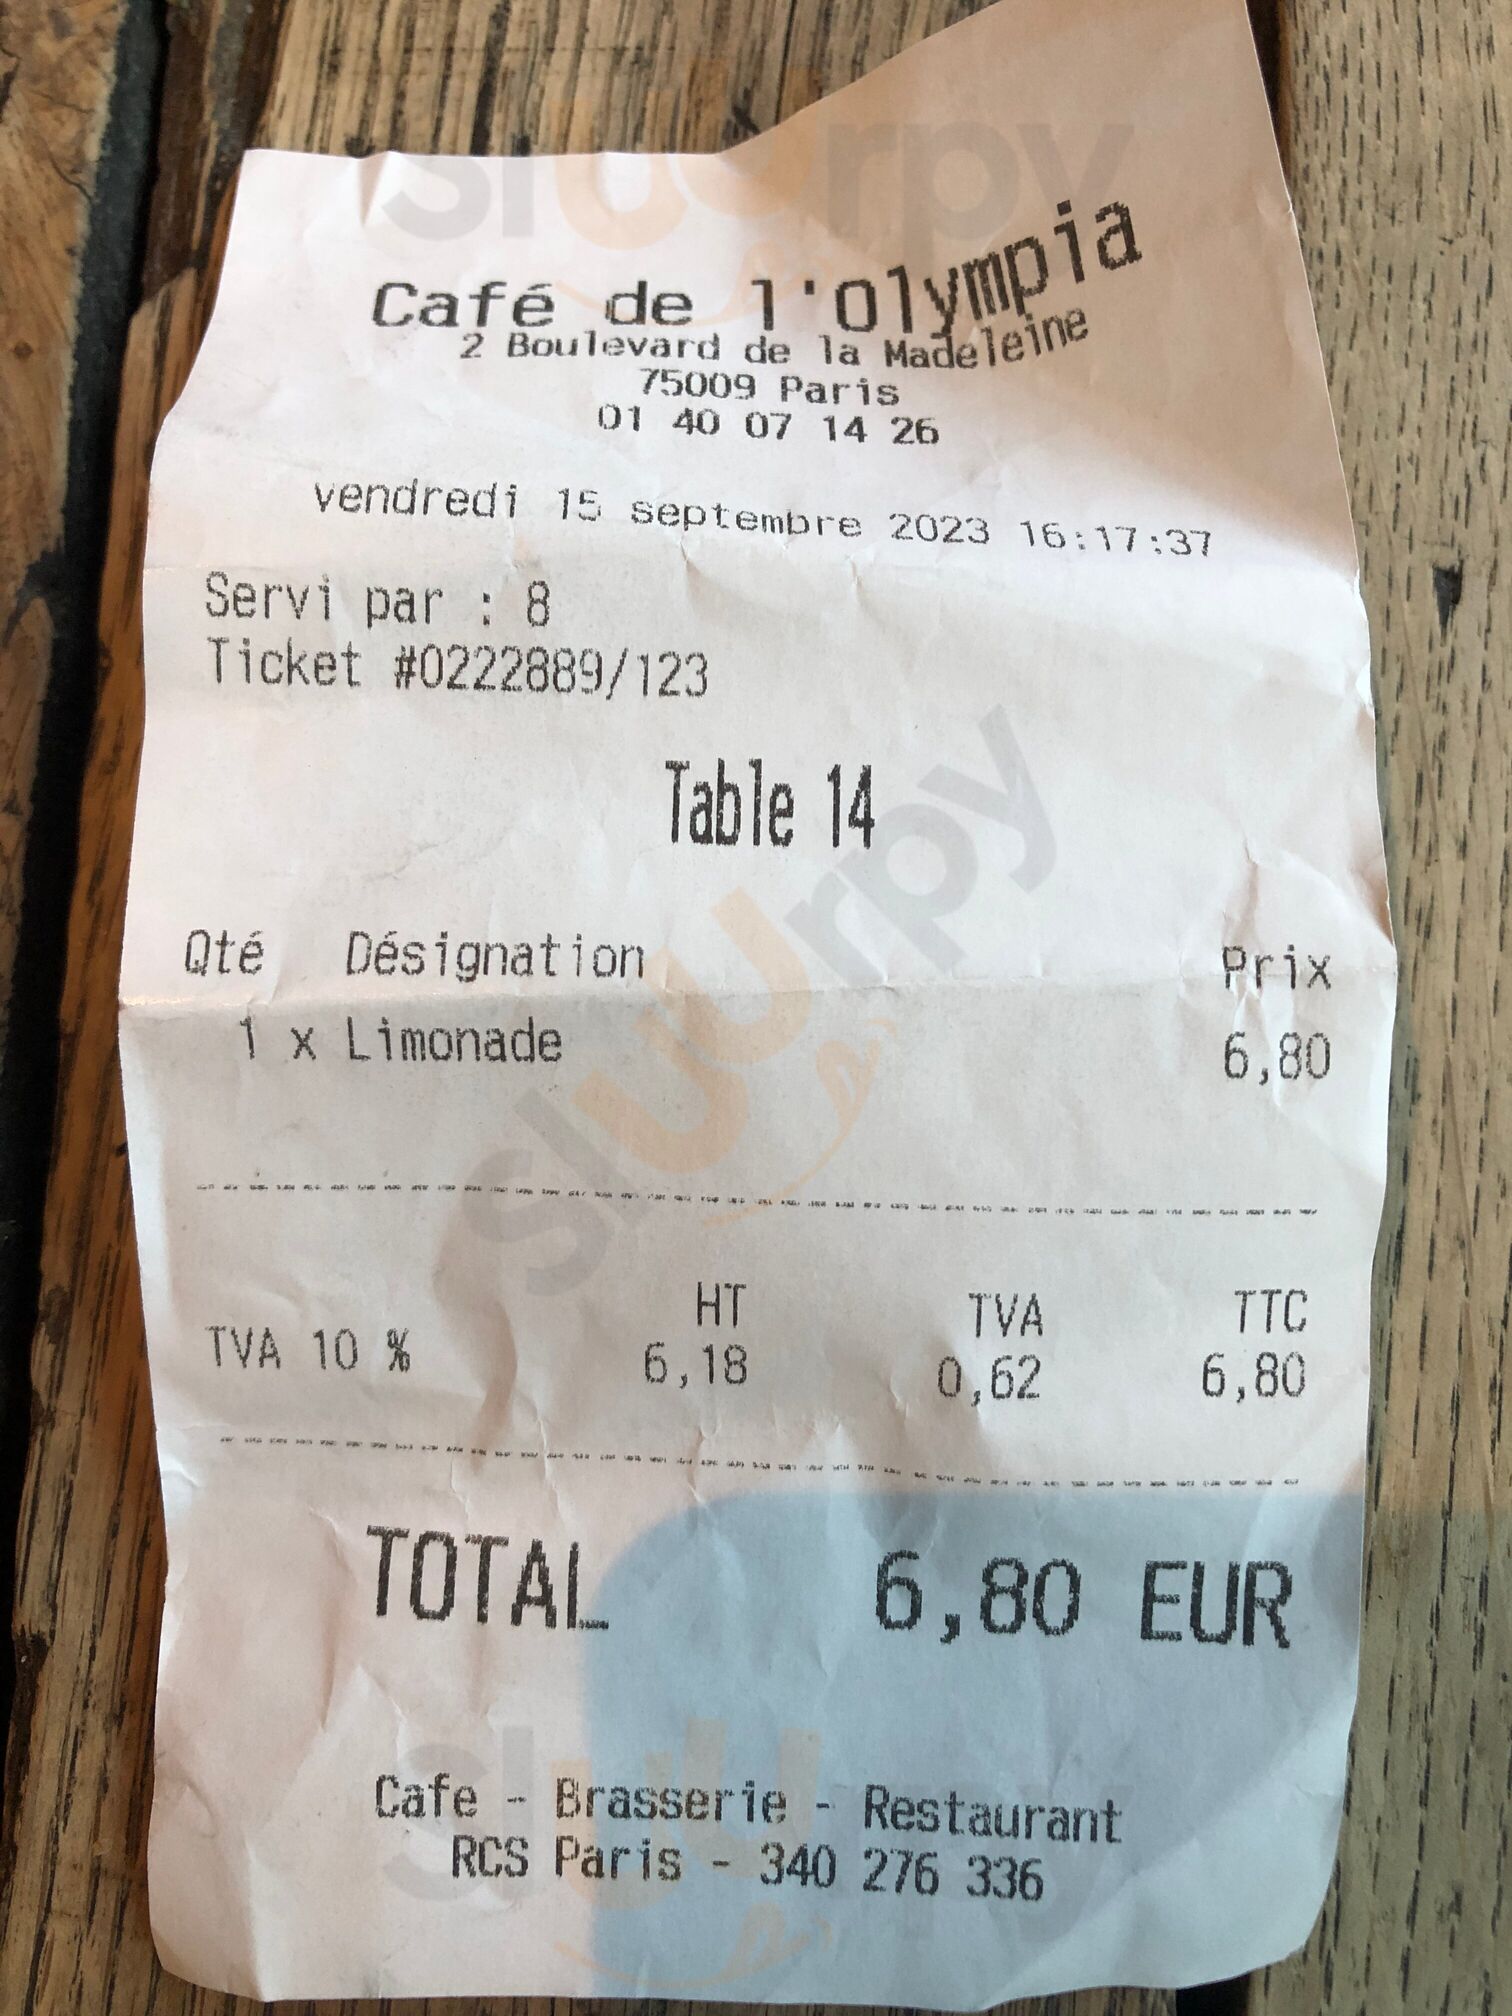 sluurpy
Café de l'Olympia
2 Boulevard de la Madeleine
75009 Paris
01 40 07 14 26
vendredi 15 septembre 2023 16:17:37
Servi par : 8
Ticket #0222889/123
Table 14
Qté Désignation Prix
1 x Limonade 6,80
sluurpy
HT TVA TTC
TVA 10 % 6,18 0,62 6,80
TOTAL 6,80 EUR
sluurpy
Cafe - Brasserie - Restaurant
RCS Paris - 340 276 336